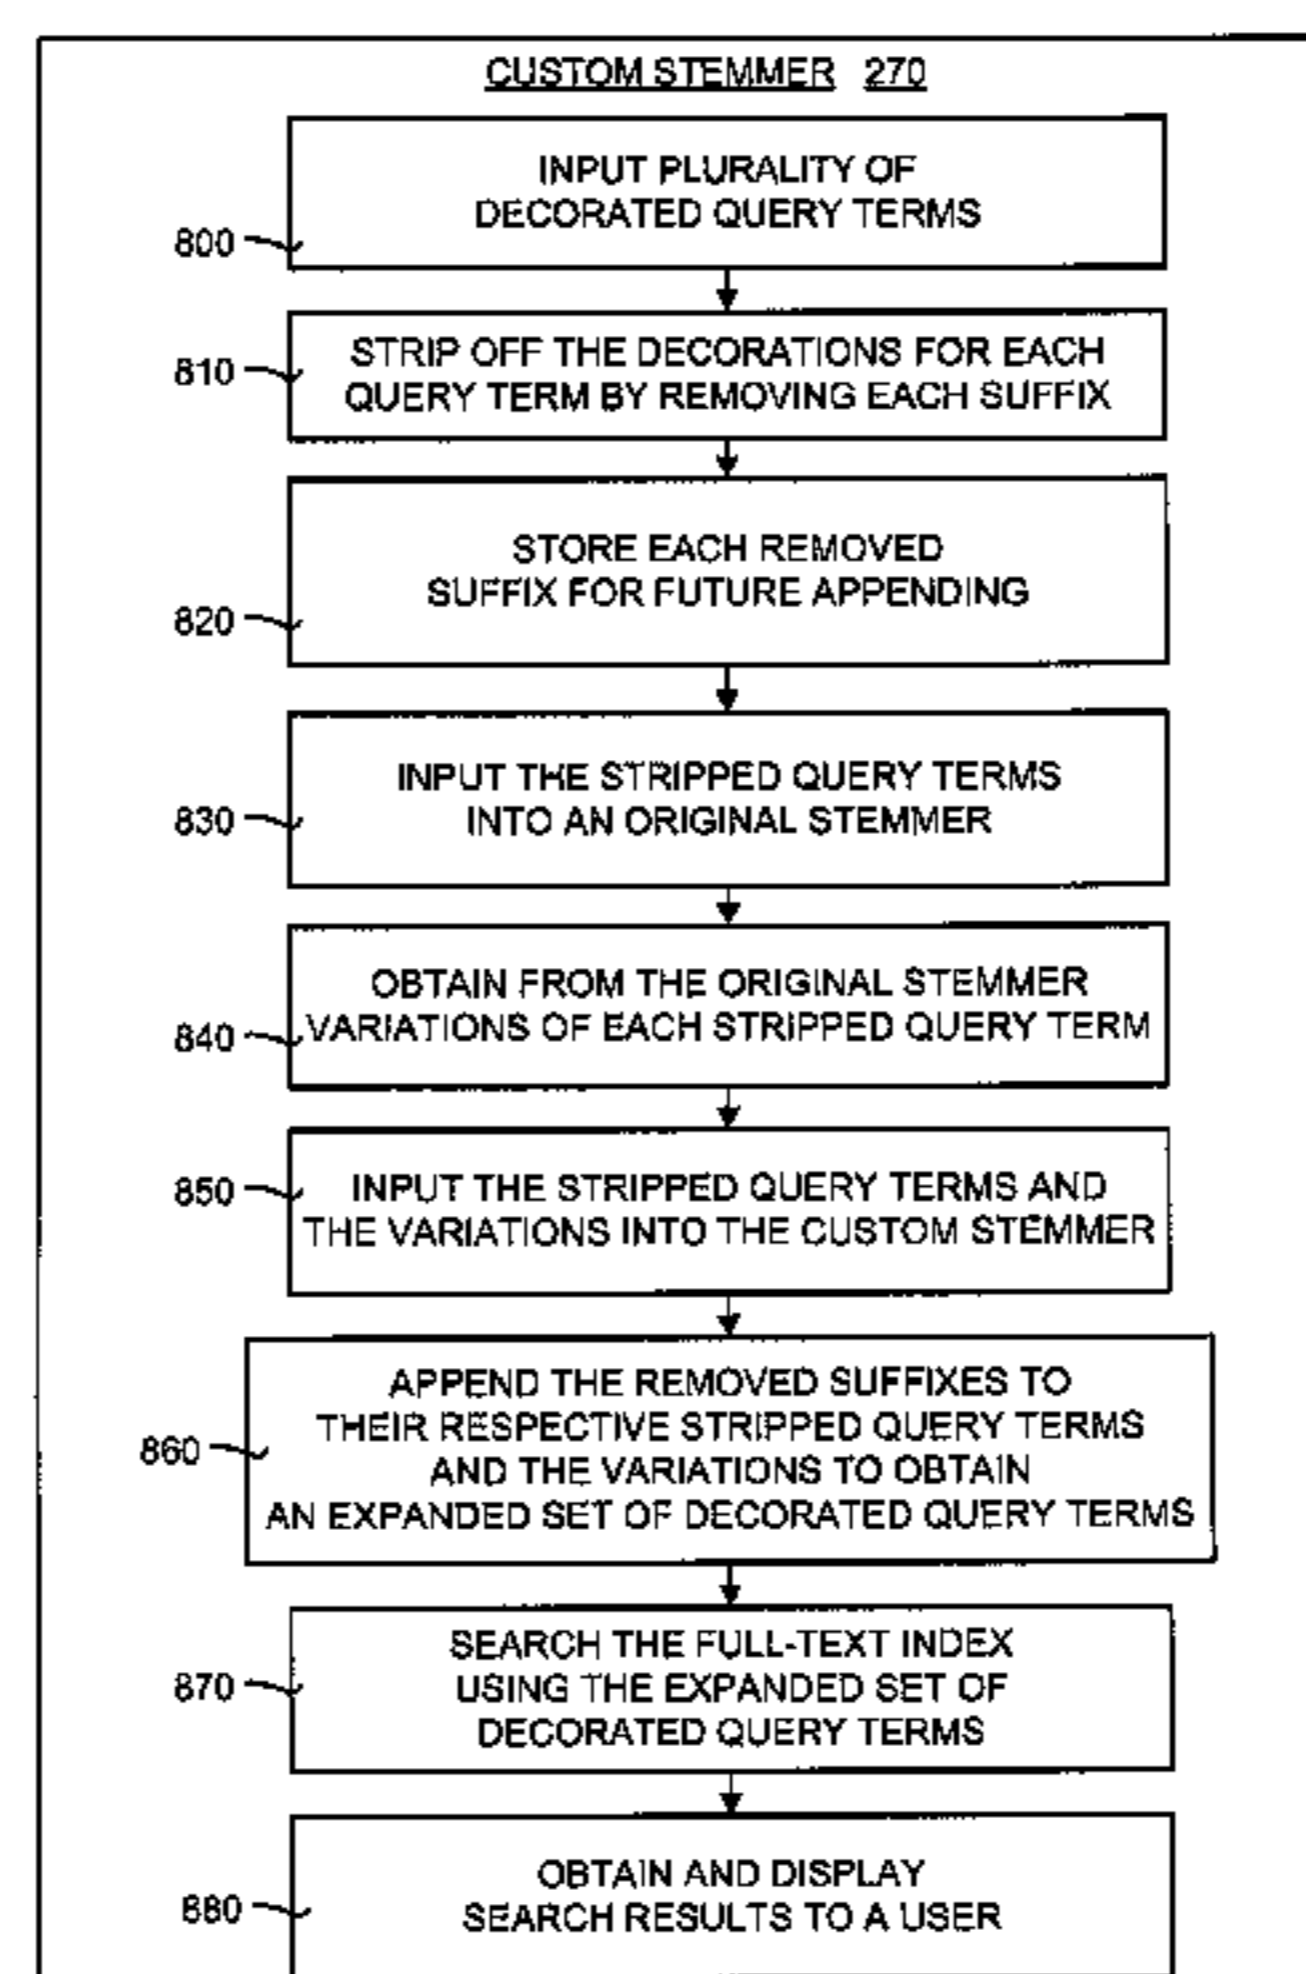 CUSTOM STEMMER 270
INPUT PLURALITY OF
DECORATED QUERY TERMS
800
STRIP OFF THE DECORATIONS FOR EACH
QUERY TERM BY REMOVING EACH SUFFIX
810
STORE EACH REMOVED
SUFFIX FOR FUTURE APPENDING
820
INPUT THE STRIPPED QUERY TERMS
INTO AN ORIGINAL STEMMER
830
OBTAIN FROM THE ORIGINAL STEMMER
VARIATIONS OF EACH STRIPPED QUERY TERM
840
INPUT THE STRIPPED QUERY TERMS AND
THE VARIATIONS INTO THE CUSTOM STEMMER
850
APPEND THE REMOVED SUFFIXES TO
THEIR RESPECTIVE STRIPPED QUERY TERMS
AND THE VARIATIONS TO OBTAIN
AN EXPANDED SET OF DECORATED QUERY TERMS
860
SEARCH THE FULL-TEXT INDEX
USING THE EXPANDED SET OF
DECORATED QUERY TERMS
870
OBTAIN AND DISPLAY
SEARCH RESULTS TO A USER
880